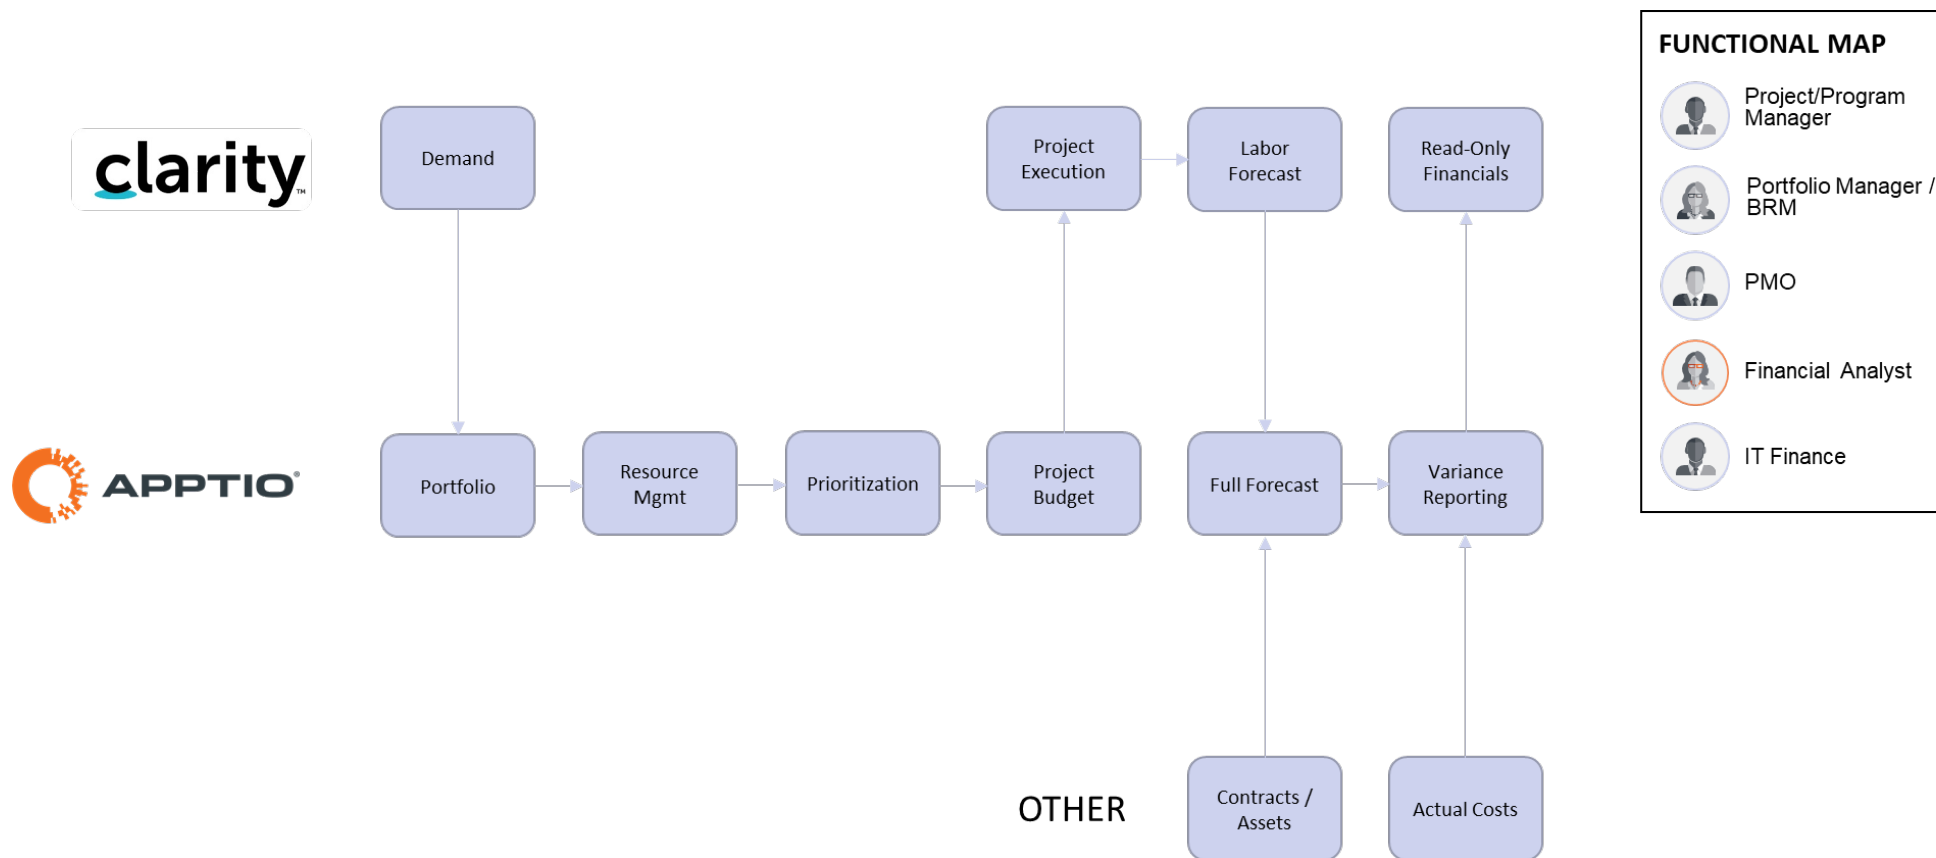 FUNCTIONAL MAP
Project/Program
Manager
Portfolio Manager /
BRM
PMO
Financial Analyst
IT Finance
clarity™
Demand
Project
Execution
Labor
Forecast
Read-Only
Financials
APPTIO®
Portfolio
Resource
Mgmt
Prioritization
Project
Budget
Full Forecast
Variance
Reporting
OTHER
Contracts /
Assets
Actual Costs